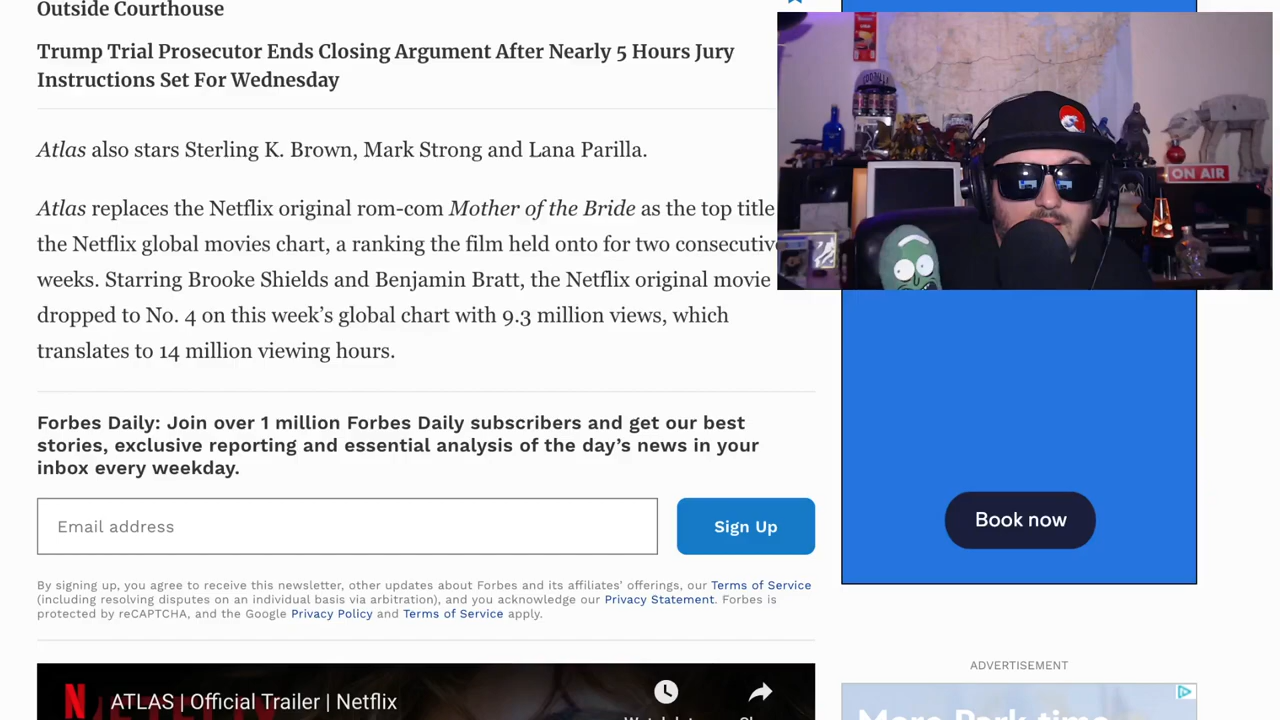 Outside Courthouse
Trump Trial Prosecutor Ends Closing Argument After Nearly 5 Hours Jury
Instructions Set For Wednesday
Atlas also stars Sterling K. Brown, Mark Strong and Lana Parilla.
Atlas replaces the Netflix original rom-com Mother of the Bride as the top title
the Netflix global movies chart, a ranking the film held onto for two consecutive
weeks. Starring Brooke Shields and Benjamin Bratt, the Netflix original movie
dropped to No. 4 on this week’s global chart with 9.3 million views, which
translates to 14 million viewing hours.
Forbes Daily: Join over 1 million Forbes Daily subscribers and get our best
stories, exclusive reporting and essential analysis of the day’s news in your
inbox every weekday.
Email address
Sign Up
By signing up, you agree to receive this newsletter, other updates about Forbes and its affiliates’ offerings, our Terms of Service
(including resolving disputes on an individual basis via arbitration), and you acknowledge our Privacy Statement. Forbes is
protected by reCAPTCHA, and the Google Privacy Policy and Terms of Service apply.
N
ATLAS | Official Trailer | Netflix
ON AIR
Book now
ADVERTISEMENT